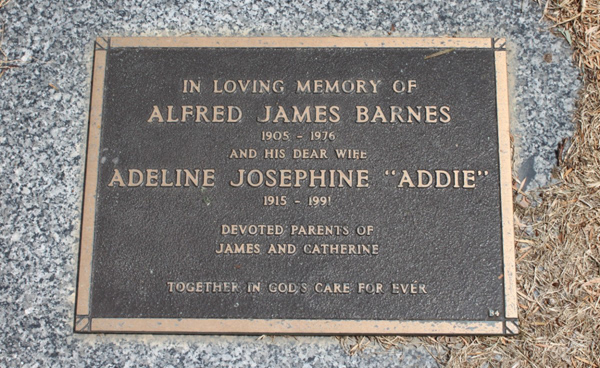 IN LOVING MEMORY OF
ALFRED JAMES BARNES
1905 - 1976
AND HIS DEAR WIFE
ADELINE JOSEPHINE "ADDIE"
1915 - 1991
DEVOTED PARENTS OF
JAMES AND CATHERINE
TOGETHER IN GOD'S CARE FOR EVER